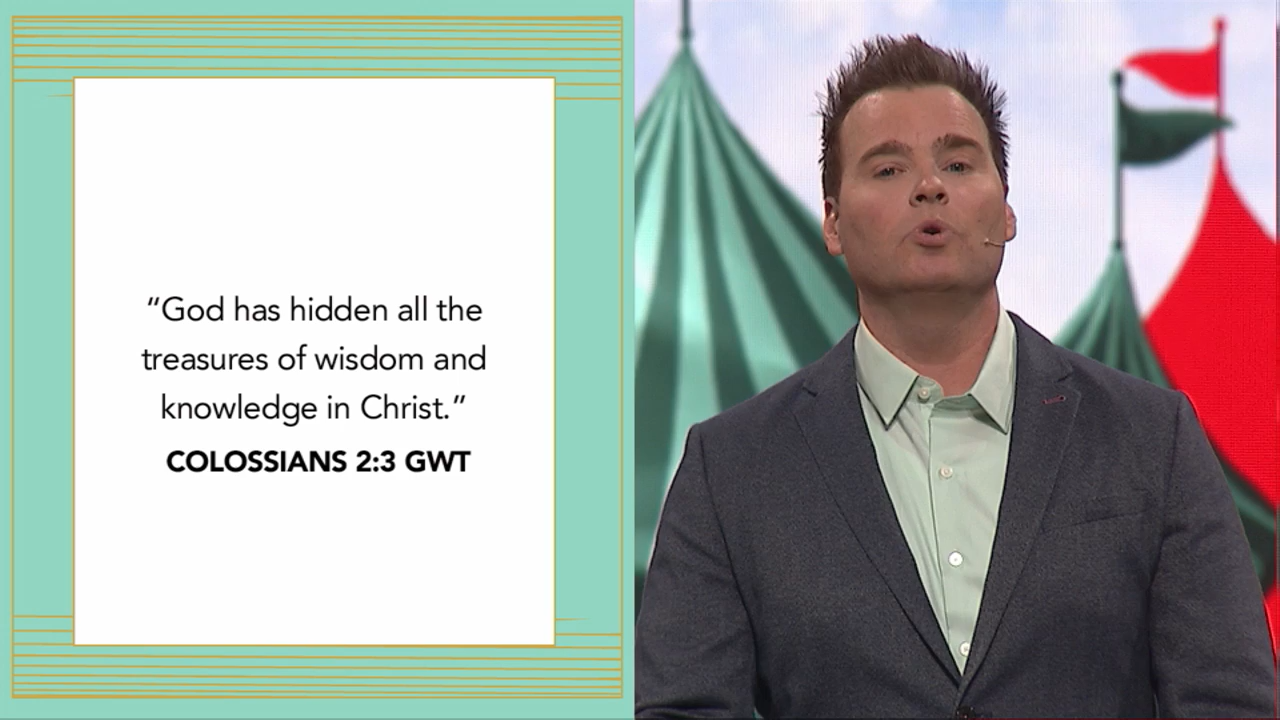 “God has hidden all the
treasures of wisdom and
knowledge in Christ.”
COLOSSIANS 2:3 GWT